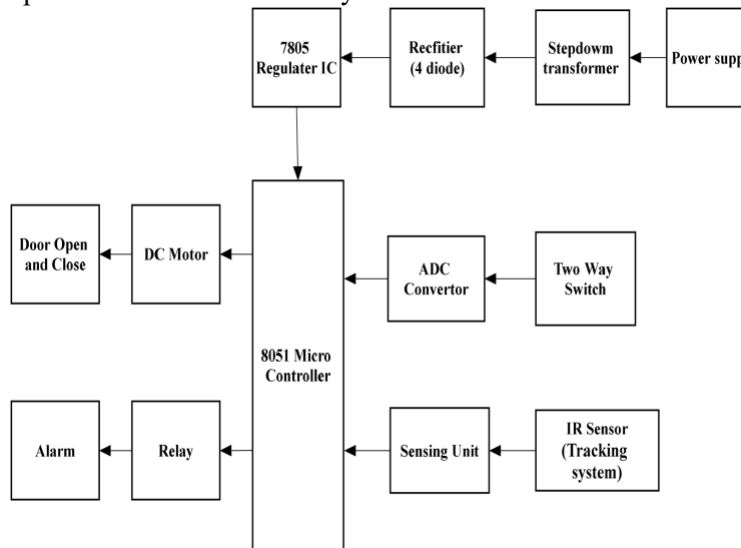 7805
Regulater IC
Recfitier
(4 diode)
Stepdowm
transformer
Power supp
Door Open
and Close
DC Motor
ADC
Convertor
Two Way
Switch
8051 Micro
Controller
Alarm
Relay
Sensing Unit
IR Sensor
(Tracking
system)